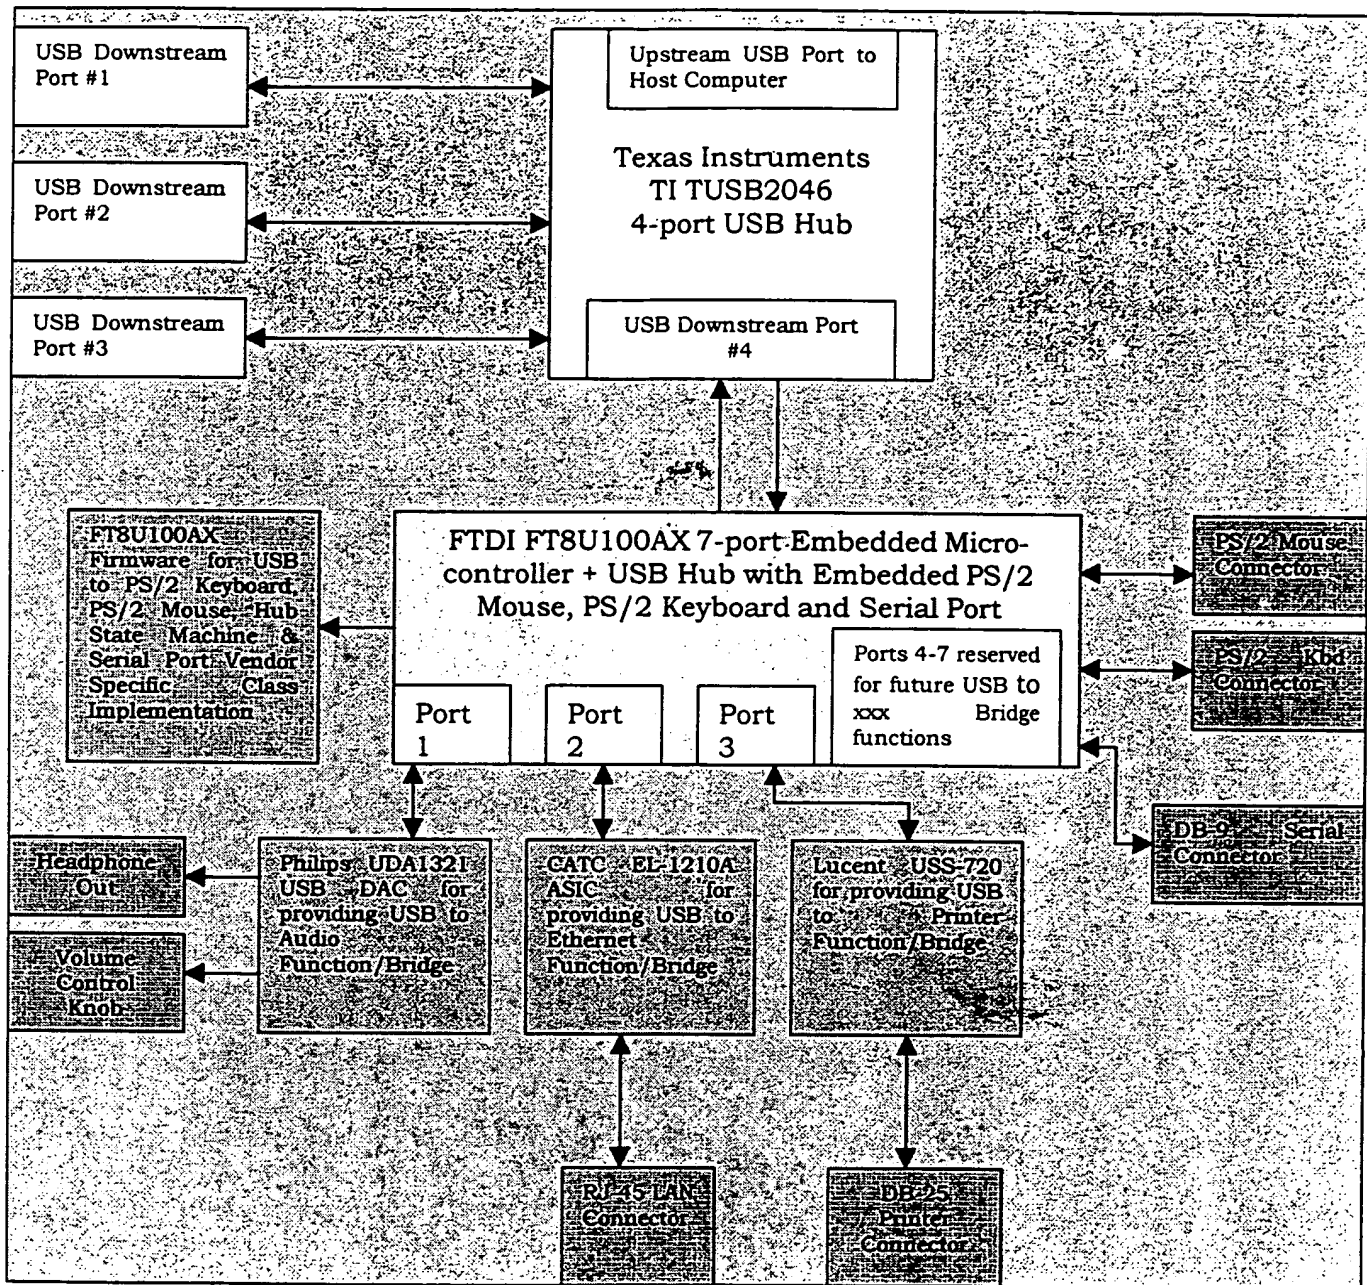 USB Downstream
Port #1
Upstream USB Port to
Host Computer
Texas Instruments
TI TUSB2046
4-port USB Hub
USB Downstream
Port #2
USB Downstream
Port #3
USB Downstream Port
#4
FT8U100AX
Firmware for USB
to PS/2 Keyboard,
PS/2 Mouse, Hub
State Machine &
Serial Port Vendor
Specific Class
Implementation
FTDI FT8U100AX 7-port Embedded Micro-
controller + USB Hub with Embedded PS/2
Mouse, PS/2 Keyboard and Serial Port
Port
1
Port
2
Port
3
Ports 4-7 reserved
for future USB to
xxx Bridge
functions
PS/2 Mouse
Connector
PS/2 Kbd
Connector
DB-9 Serial
Connector
Headphone
Out
Volume
Control
Knob
Philips UDA1321
USB DAC for
providing USB to
Audio
Function/Bridge
CATC EL-1210A
ASIC for
providing USB to
Ethernet
Function/Bridge
Lucent USS-720
for providing USB
to Printer
Function/Bridge
RJ-45 LAN
Connector
DB-25
Printer
Connector